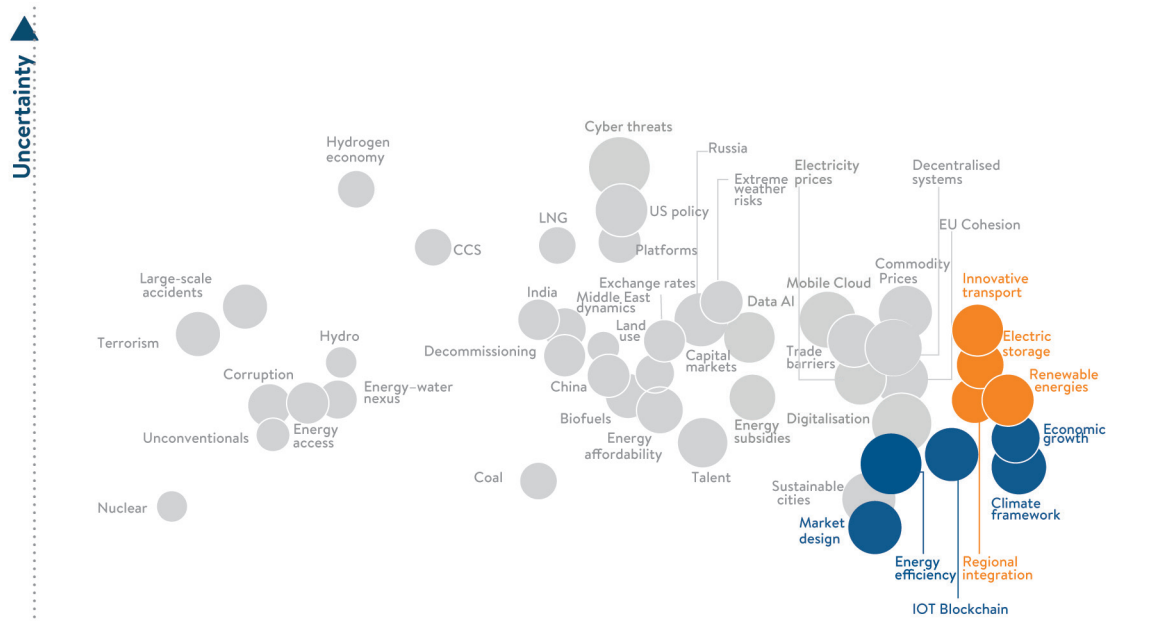 Uncertainty
Cyber threats
Hydrogen
economy
Russia
Electricity
prices
Decentralised
systems
Extreme
weather
risks
LNG
US policy
EU Cohesion
CCS
Platforms
Large-scale
accidents
Exchange rates
Mobile Cloud
Commodity
Prices
Innovative
transport
India
Middle East
dynamics
Data AI
Terrorism
Hydro
Land
use
Electric
storage
Decommissioning
Capital
markets
Trade
barriers
Corruption
Energy–water
nexus
China
Renewable
energies
Biofuels
Digitalisation
Unconventionals
Energy
access
Energy
affordability
Energy
subsidies
Economic
growth
Coal
Talent
Sustainable
cities
Nuclear
Market
design
Climate
framework
Energy
efficiency
Regional
integration
IOT Blockchain